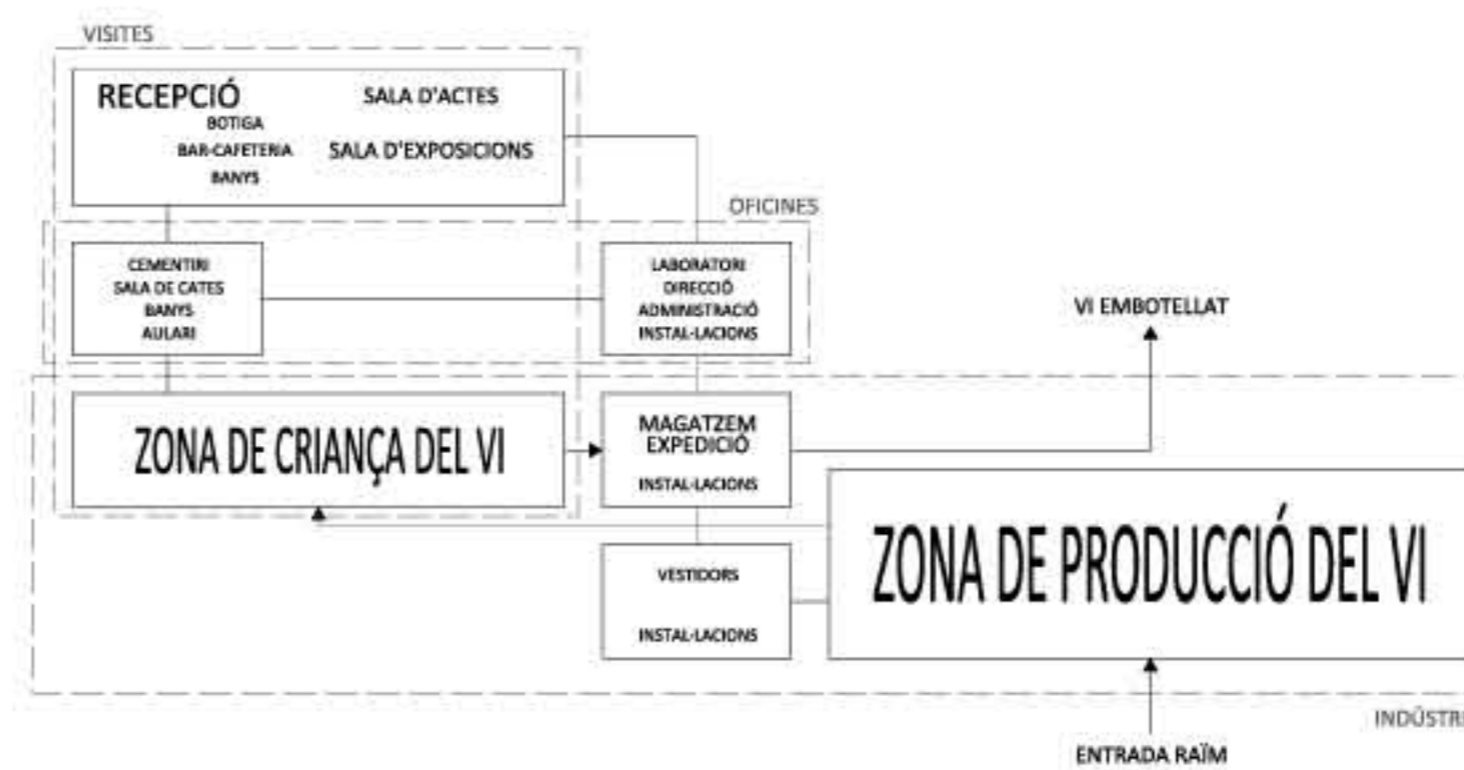 VISITES
RECEPCIÓ
BOTIGA
BAR-CAFETERIA
BANYS
SALA D'ACTES
SALA D'EXPOSICIONS
OFICINES
CEMENTIRI
SALA DE CATES
BANYS
AULARI
LABORATORI
DIRECCIÓ
ADMINISTRACIÓ
INSTAL·LACIONS
VI EMBOTELLAT
ZONA DE CRIANÇA DEL VI
MAGATZEM
EXPEDICIÓ
INSTAL·LACIONS
ZONA DE PRODUCCIÓ DEL VI
VESTIDORS
INSTAL·LACIONS
ENTRADA RAÏM